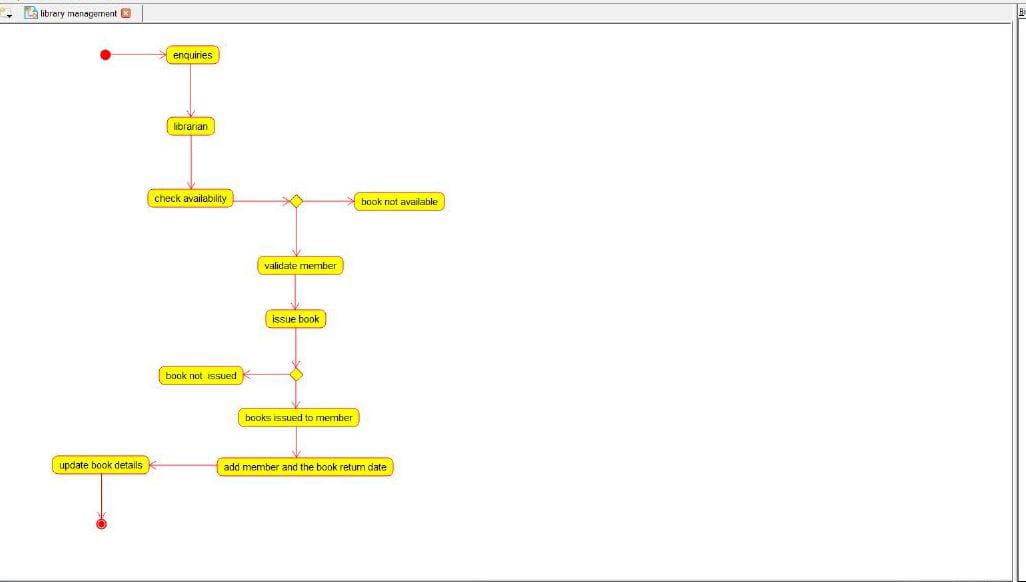 library management
enquiries
librarian
check availability
book not available
validate member
issue book
book not issued
books issued to member
update book details
add member and the book return date